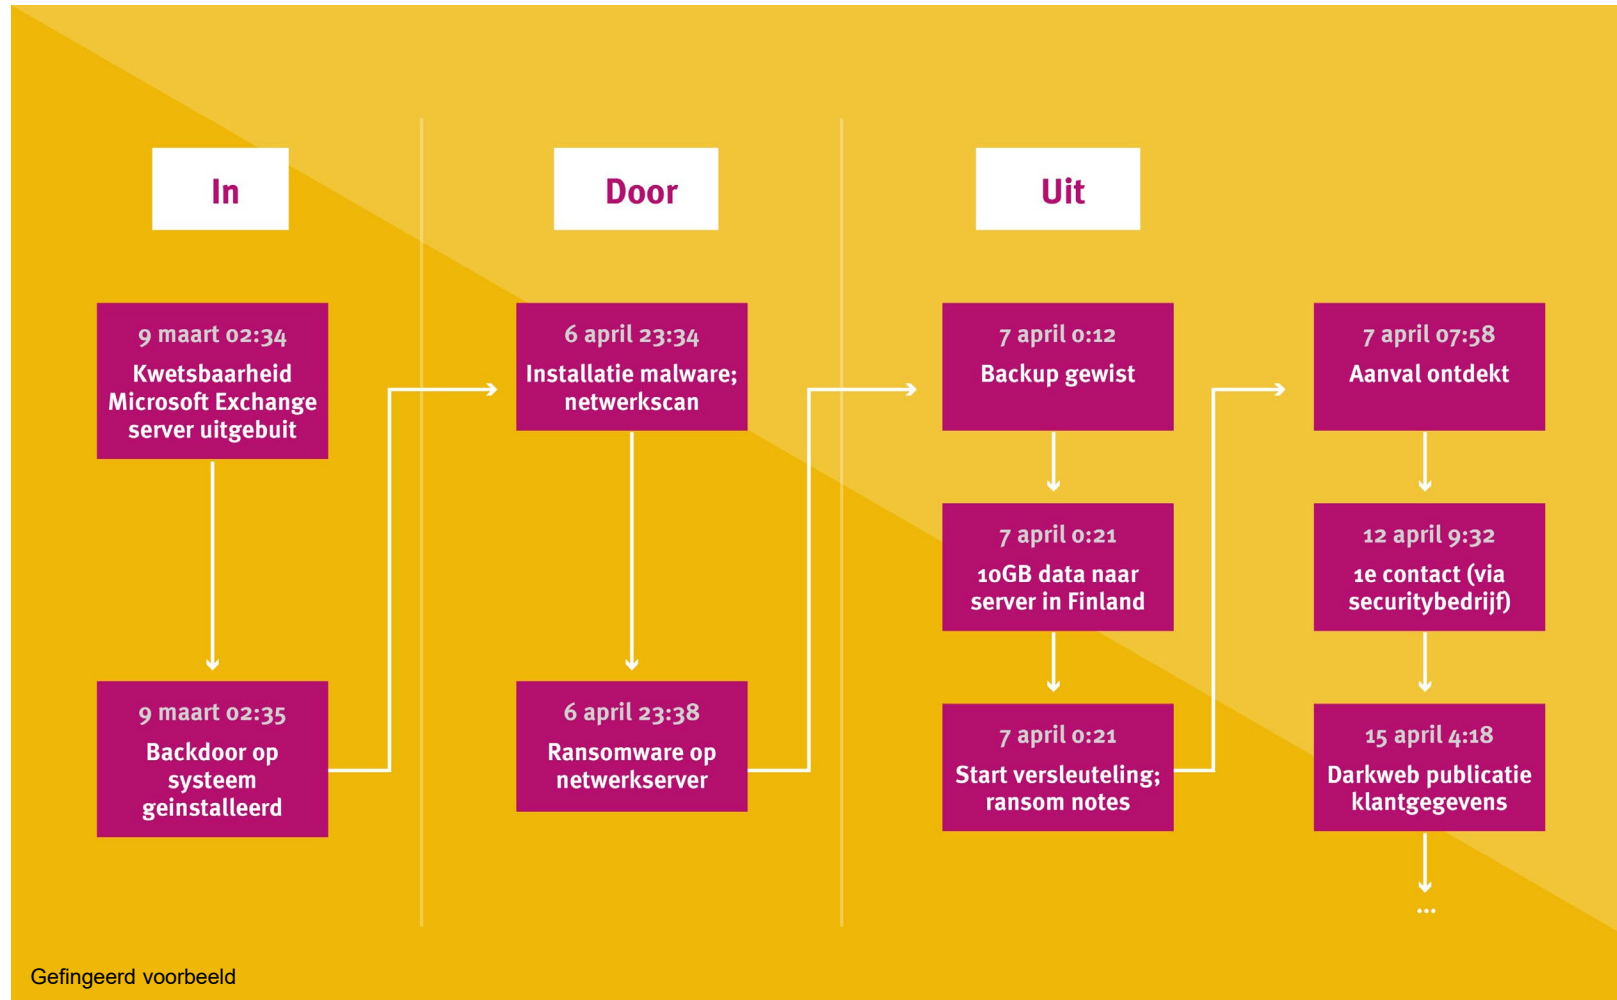 In
Door
Uit
9 maart 02:34
Kwetsbaarheid
Microsoft Exchange
server uitgebuit
9 maart 02:35
Backdoor op
systeem
geinstalleerd
6 april 23:34
Installatie malware;
netwerkscan
6 april 23:38
Ransomware op
netwerkserver
7 april 0:12
Backup gewist
7 april 0:21
10GB data naar
server in Finland
7 april 0:21
Start versleuteling;
ransom notes
7 april 07:58
Aanval ontdekt
12 april 9:32
1e contact (via
securitybedrijf)
15 april 4:18
Darkweb publicatie
klantgegevens
...
Gefingeerd voorbeeld